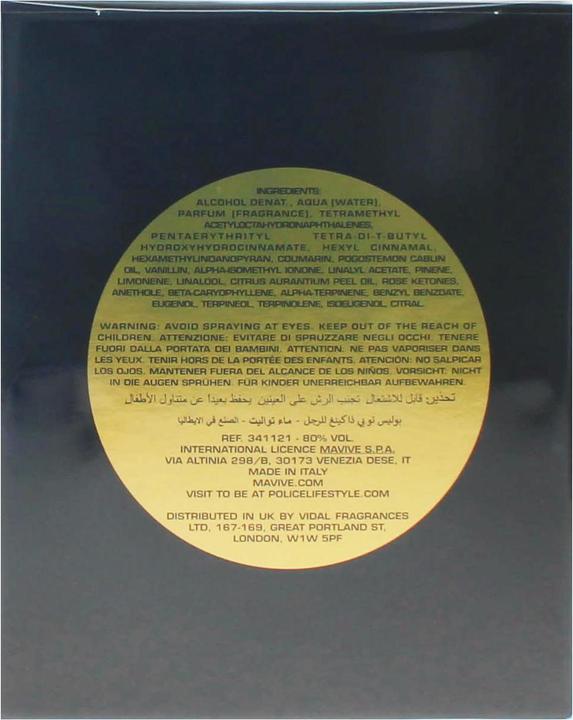 INGREDIENTS:
ALCOHOL DENAT., AQUA (WATER),
PARFUM (FRAGRANCE), TETRAMETHYL
ACETYLOCTAHYDRONAPHTHALENES,
PENTAERYTHRITYL TETRA-DI-T-BUTYL
HYDROXYHYDROCINNAMATE, HEXYL CINNAMAL,
HEXAMETHYLINDANOPYRAN, COUMARIN, POGOSTEMON CABLIN
OIL, VANILLIN, ALPHA-ISOMETHYL IONONE, LINALYL ACETATE, PINENE,
LIMONENE, LINALOOL, CITRUS AURANTIUM PEEL OIL, ROSE KETONES,
ANETHOLE, BETA-CARYOPHYLLENE, ALPHA-TERPINENE, BENZYL BENZOATE,
EUGENOL, TERPINEOL, TERPINOLENE, ISOEUGENOL, CITRAL.
WARNING: AVOID SPRAYING AT EYES. KEEP OUT OF THE REACH OF
CHILDREN. ATTENZIONE: EVITARE DI SPRUZZARE NEGLI OCCHI. TENERE
FUORI DALLA PORTATA DEI BAMBINI. ATTENTION: NE PAS VAPORISER DANS
LES YEUX. TENIR HORS DE LA PORTÉE DES ENFANTS. ATENCIÓN: NO SALPICAR
LOS OJOS. MANTENER FUERA DEL ALCANCE DE LOS NIÑOS. VORSICHT: NICHT
IN DIE AUGEN SPRÜHEN. FÜR KINDER UNERREICHBAR AUFBEWAHREN.
تحذير: قابل للاشتعال تجنب الرش على العينين يحفظ بعيدا عن متناول الأطفال
بوليس توبي ذا كينغ للرجل - ماء تواليت - الصنع في الايطاليا
REF. 341121 - 80% VOL.
INTERNATIONAL LICENCE MAVIVE S.P.A.
VIA ALTINIA 298/B, 30173 VENEZIA DESE, IT
MADE IN ITALY
MAVIVE.COM
VISIT TO BE AT POLICELIFESTYLE.COM
DISTRIBUTED IN UK BY VIDAL FRAGRANCES
LTD, 167-169, GREAT PORTLAND ST,
LONDON, W1W 5PF